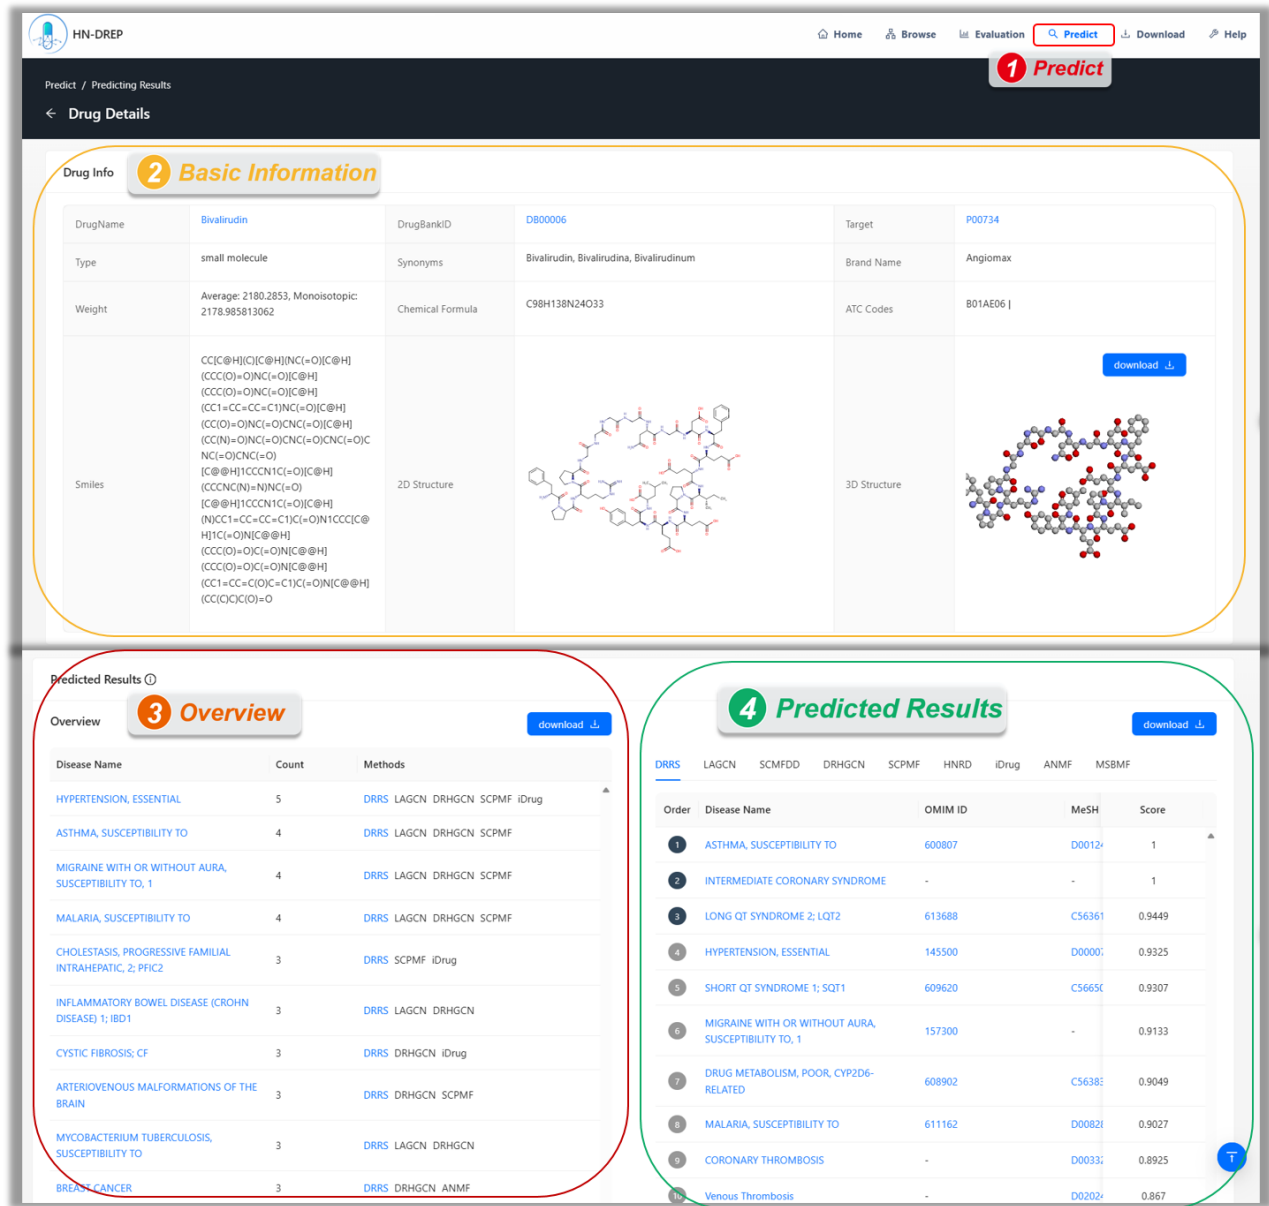 HN-DREP
Home Browse Evaluation Predict Download Help
1 Predict
Predict / Predicting Results
← Drug Details
Drug Info
2 Basic Information
DrugName Bivalirudin DrugBankID DB00006 Target P00734
Type small molecule Synonyms Bivalirudin, Bivalirudina, Bivalirudinum Brand Name Angiomax
Weight Average: 2180.2853, Monoisotopic:
2178.985813062 Chemical Formula C98H138N24O33 ATC Codes B01AE06 |
Smiles
CC[C@H](C)[C@H](NC(=O)[C@H]
(CCC(O)=O)NC(=O)[C@H]
(CCC(O)=O)NC(=O)[C@H]
(CC1=CC=CC=C1)NC(=O)[C@H]
(CC(O)=O)NC(=O)CNC(=O)[C@H]
(CC(N)=O)NC(=O)CNC(=O)CNC(=O)C
NC(=O)CNC(=O)
[C@@H]1CCCN1C(=O)[C@H]
(CCCNC(N)=N)NC(=O)
[C@@H]1CCCN1C(=O)[C@H]
(N)CC1=CC=CC=C1)C(=O)N1CCC[C@
H]1C(=O)N[C@@H]
(CCC(O)=O)C(=O)N[C@@H]
(CCC(O)=O)C(=O)N[C@@H]
(CC1=CC=C(O)C=C1)C(=O)N[C@@H]
(CC(C)C)C(O)=O
2D Structure
3D Structure
download
Predicted Results
Overview
3 Overview
download
Disease Name Count Methods
HYPERTENSION, ESSENTIAL 5 DRRS LAGCN DRHGCN SCPMF iDrug
ASTHMA, SUSCEPTIBILITY TO 4 DRRS LAGCN DRHGCN SCPMF
MIGRAINE WITH OR WITHOUT AURA,
SUSCEPTIBILITY TO, 1 4 DRRS LAGCN DRHGCN SCPMF
MALARIA, SUSCEPTIBILITY TO 4 DRRS LAGCN DRHGCN SCPMF
CHOLESTASIS, PROGRESSIVE FAMILIAL
INTRAHEPATIC, 2; PFIC2 3 DRRS SCPMF iDrug
INFLAMMATORY BOWEL DISEASE (CROHN
DISEASE) 1; IBD1 3 DRRS LAGCN DRHGCN
CYSTIC FIBROSIS; CF 3 DRRS DRHGCN iDrug
ARTERIOVENOUS MALFORMATIONS OF THE
BRAIN 3 DRRS DRHGCN SCPMF
MYCOBACTERIUM TUBERCULOSIS,
SUSCEPTIBILITY TO 3 DRRS LAGCN DRHGCN
BREAST CANCER 3 DRRS DRHGCN ANMF
4 Predicted Results
download
DRRS LAGCN SCMFDD DRHGCN SCPMF HNRD iDrug ANMF MSBMF
Order Disease Name OMIM ID MeSH Score
1 ASTHMA, SUSCEPTIBILITY TO 600807 D00124 1
2 INTERMEDIATE CORONARY SYNDROME - - 1
3 LONG QT SYNDROME 2; LQT2 613688 C56361 0.9449
4 HYPERTENSION, ESSENTIAL 145500 D00007 0.9325
5 SHORT QT SYNDROME 1; SQT1 609620 C56650 0.9307
6 MIGRAINE WITH OR WITHOUT AURA,
SUSCEPTIBILITY TO, 1 157300 - 0.9133
7 DRUG METABOLISM, POOR, CYP2D6-
RELATED 608902 C56383 0.9049
8 MALARIA, SUSCEPTIBILITY TO 611162 D00828 0.9027
9 CORONARY THROMBOSIS - D00332 0.8925
10 Venous Thrombosis - D02024 0.867